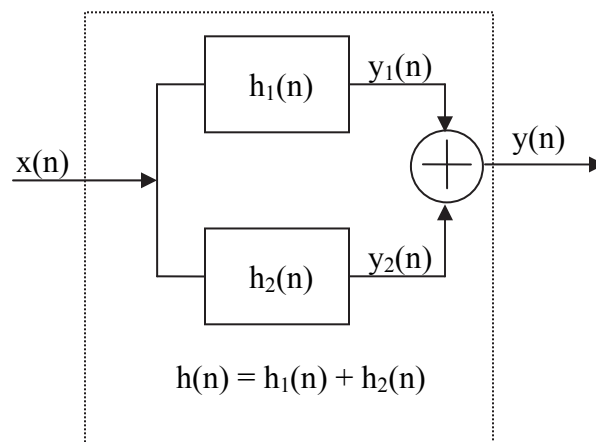 h₁(n)
y₁(n)
x(n)
y(n)
h₂(n)
y₂(n)
h(n) = h₁(n) + h₂(n)